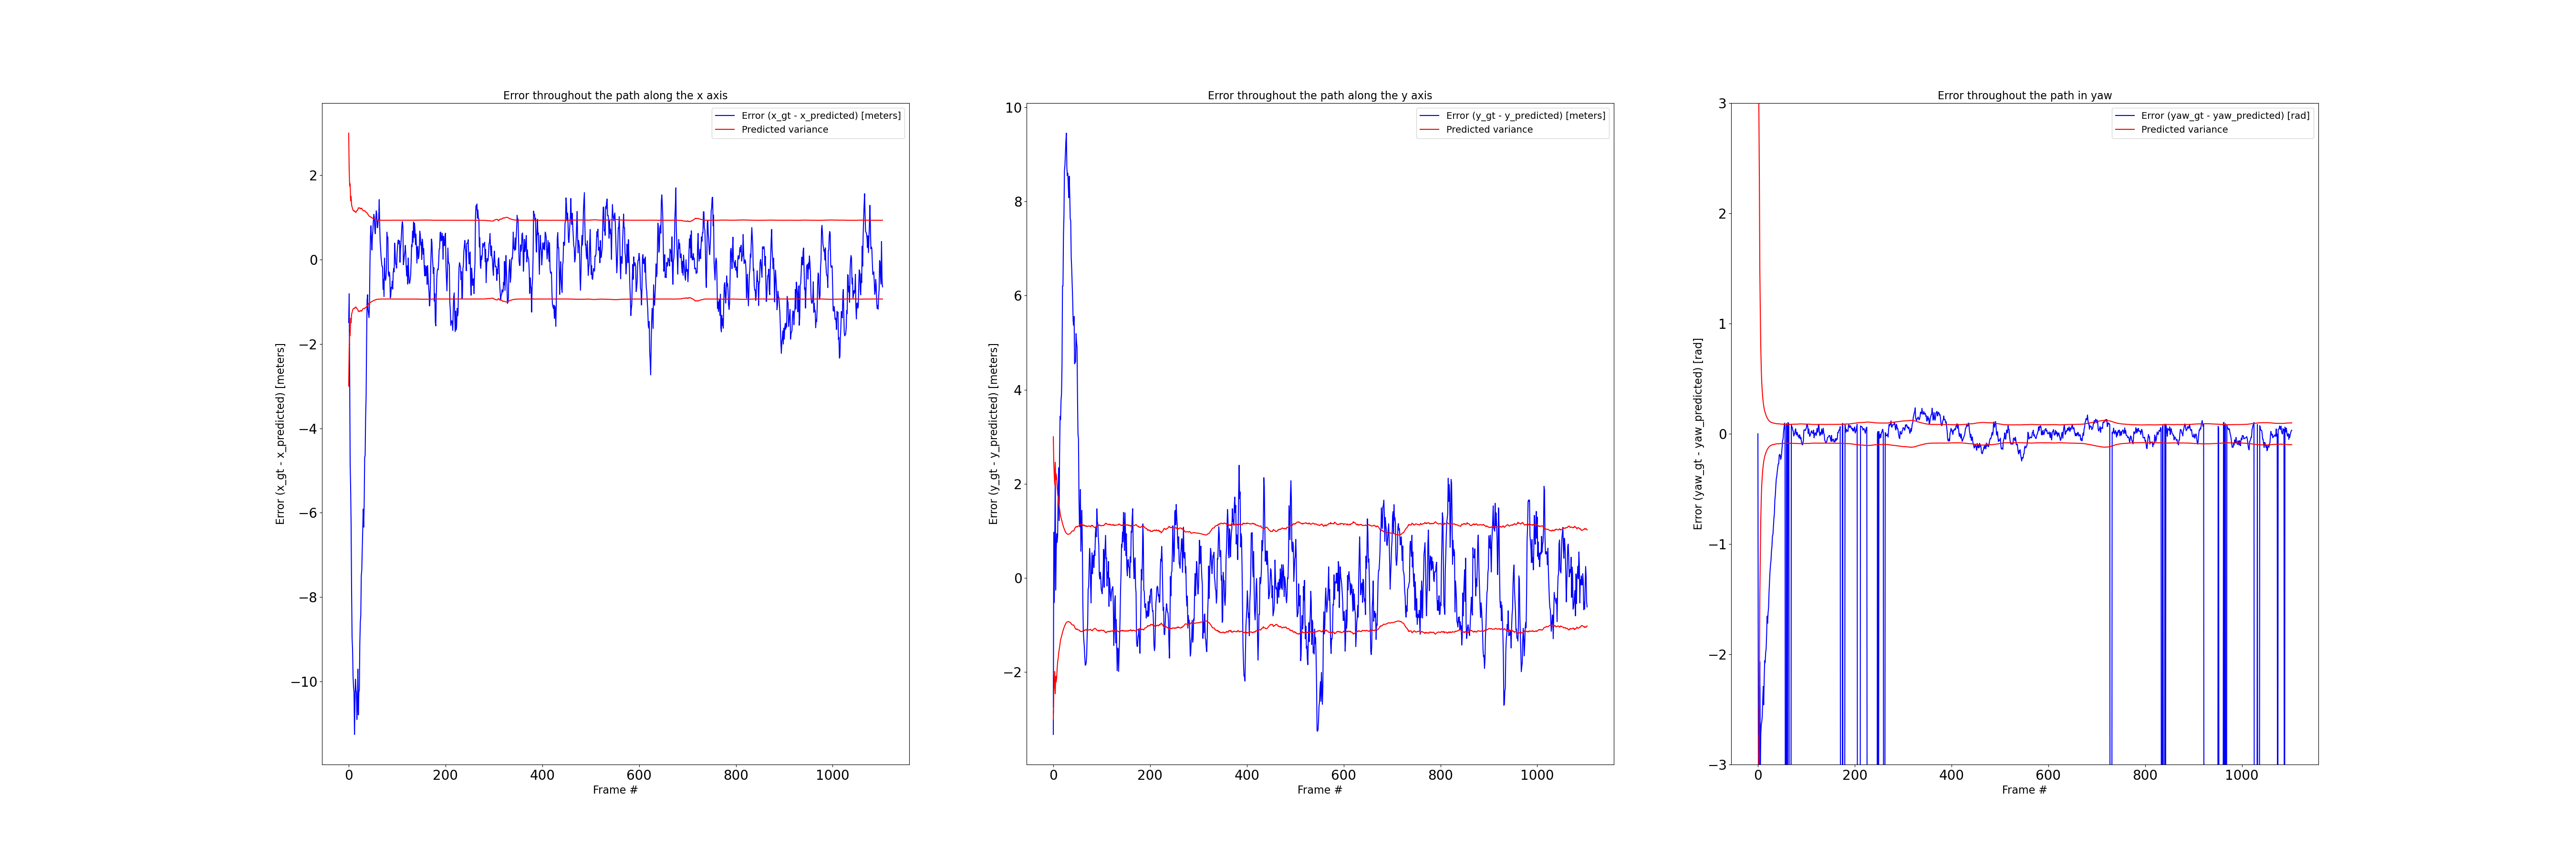 Error throughout the path along the x axis
Error (x_gt - x_predicted) [meters]
Predicted variance
Error (x_gt - x_predicted) [meters]
2
0
−2
−4
−6
−8
−10
0 200 400 600 800 1000
Frame #
Error throughout the path along the y axis
Error (y_gt - y_predicted) [meters]
Predicted variance
Error (y_gt - y_predicted) [meters]
10
8
6
4
2
0
−2
0 200 400 600 800 1000
Frame #
Error throughout the path in yaw
Error (yaw_gt - yaw_predicted) [rad]
Predicted variance
Error (yaw_gt - yaw_predicted) [rad]
3
2
1
0
−1
−2
−3
0 200 400 600 800 1000
Frame #